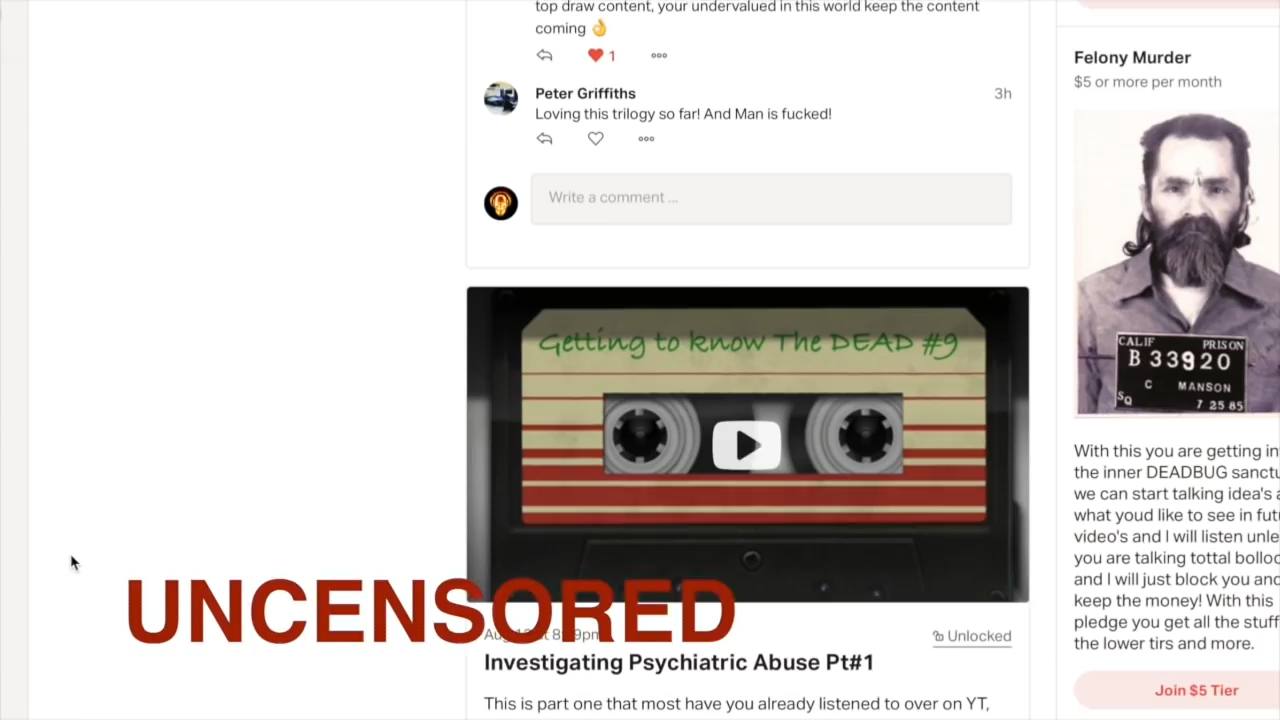 top draw content, your undervalued in this world keep the content
coming 👌
1
Peter Griffiths
3h
Loving this trilogy so far! And Man is fucked!
Write a comment ...
Getting to know The DEAD #9
UNCENSORED
Unlocked
Investigating Psychiatric Abuse Pt#1
This is part one that most have you already listened to over on YT,
Felony Murder
$5 or more per month
CALIF PRISON
B 33920
C MANSON
SQ 7 25 85
With this you are getting
the inner DEADBUG
we can start talking idea's
what youd like to see in
video's and I will listen
you are talking tottal
and I will just block you and
keep the money! With this
pledge you get all the stuff
the lower tirs and more.
Join $5 Tier